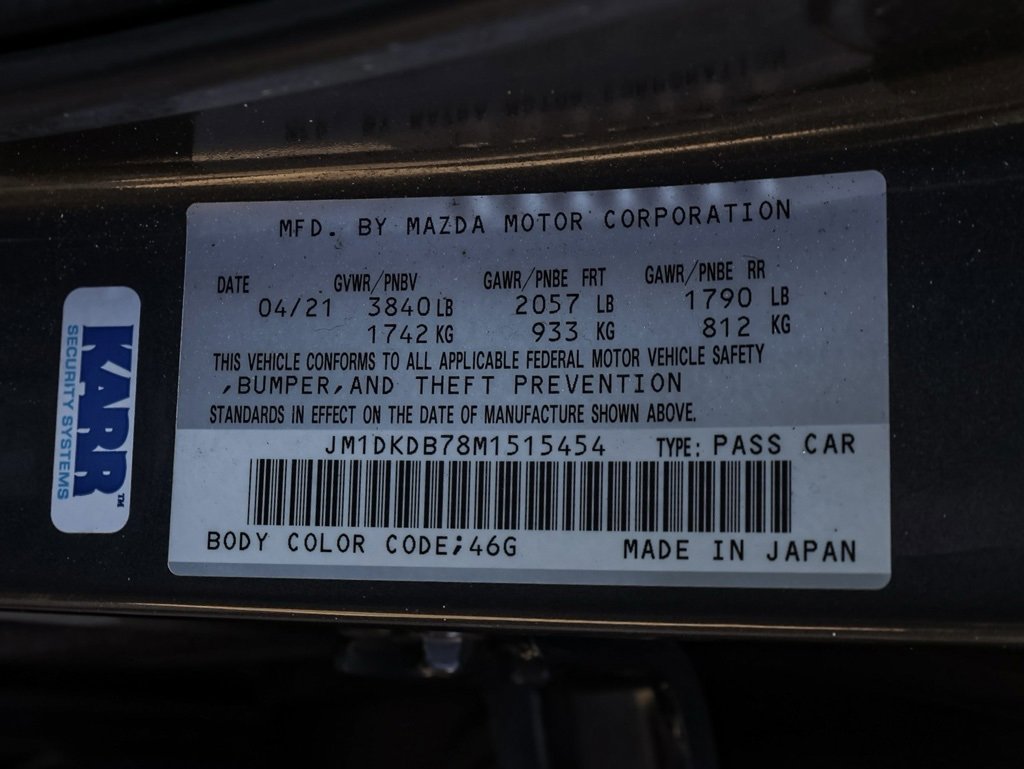 MFD. BY MAZDA MOTOR CORPORATION
DATE GVWR/PNBV GAWR/PNBE FRT GAWR/PNBE RR
04/21 3840 LB 2057 LB 1790 LB
1742 KG 933 KG 812 KG
THIS VEHICLE CONFORMS TO ALL APPLICABLE FEDERAL MOTOR VEHICLE SAFETY
,BUMPER,AND THEFT PREVENTION
STANDARDS IN EFFECT ON THE DATE OF MANUFACTURE SHOWN ABOVE.
JM1DKDB78M1515454 TYPE: PASS CAR
BODY COLOR CODE;46G MADE IN JAPAN
KARR™
SECURITY SYSTEMS